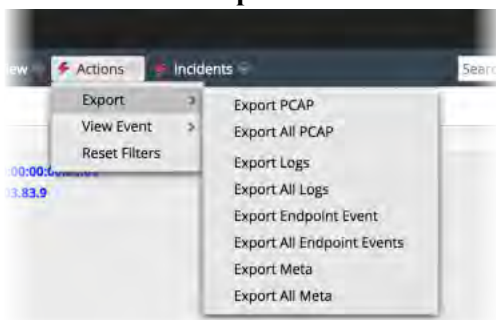 Actions
Incidents
Export
View Event
Reset Filters
Export PCAP
Export All PCAP
Export Logs
Export All Logs
Export Endpoint Event
Export All Endpoint Events
Export Meta
Export All Meta